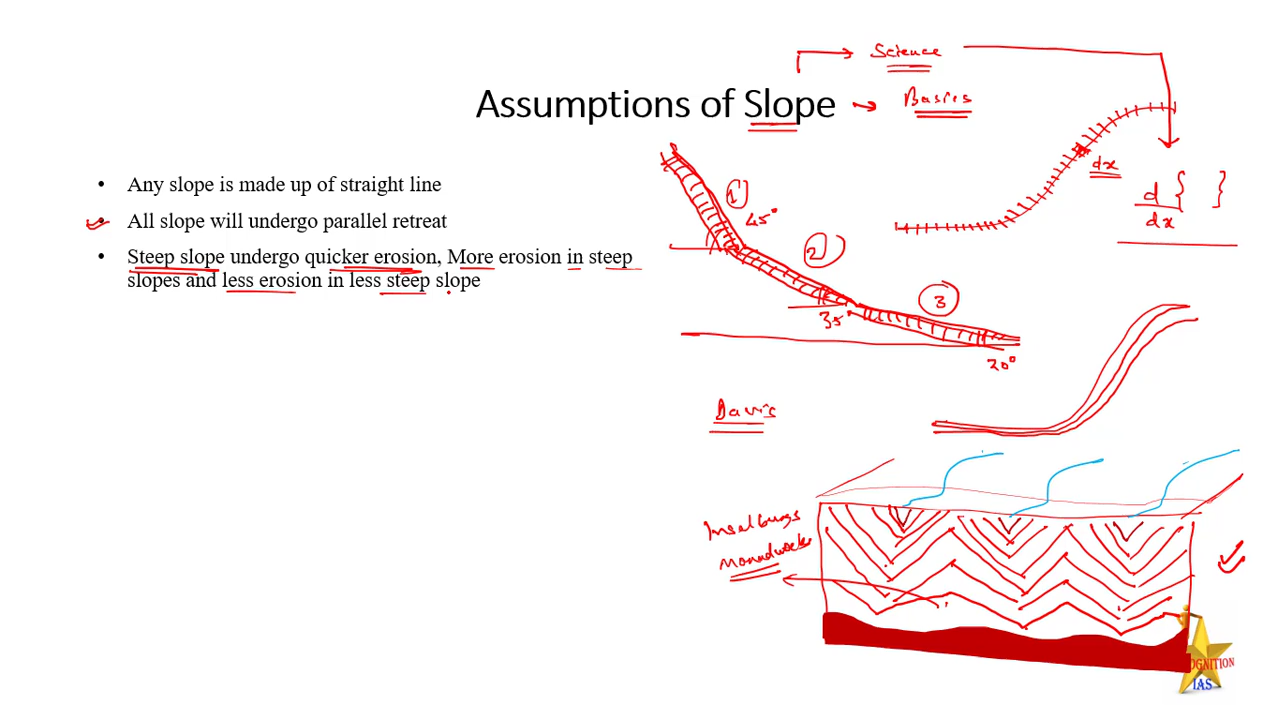 Science
Assumptions of Slope → Basics
• Any slope is made up of straight line
• All slope will undergo parallel retreat
• Steep slope undergo quicker erosion, More erosion in steep
slopes and less erosion in less steep slope
1
45°
2
35°
3
20°
dx
d { }
dx
Davis
Inselburgs
OGNITION
IAS